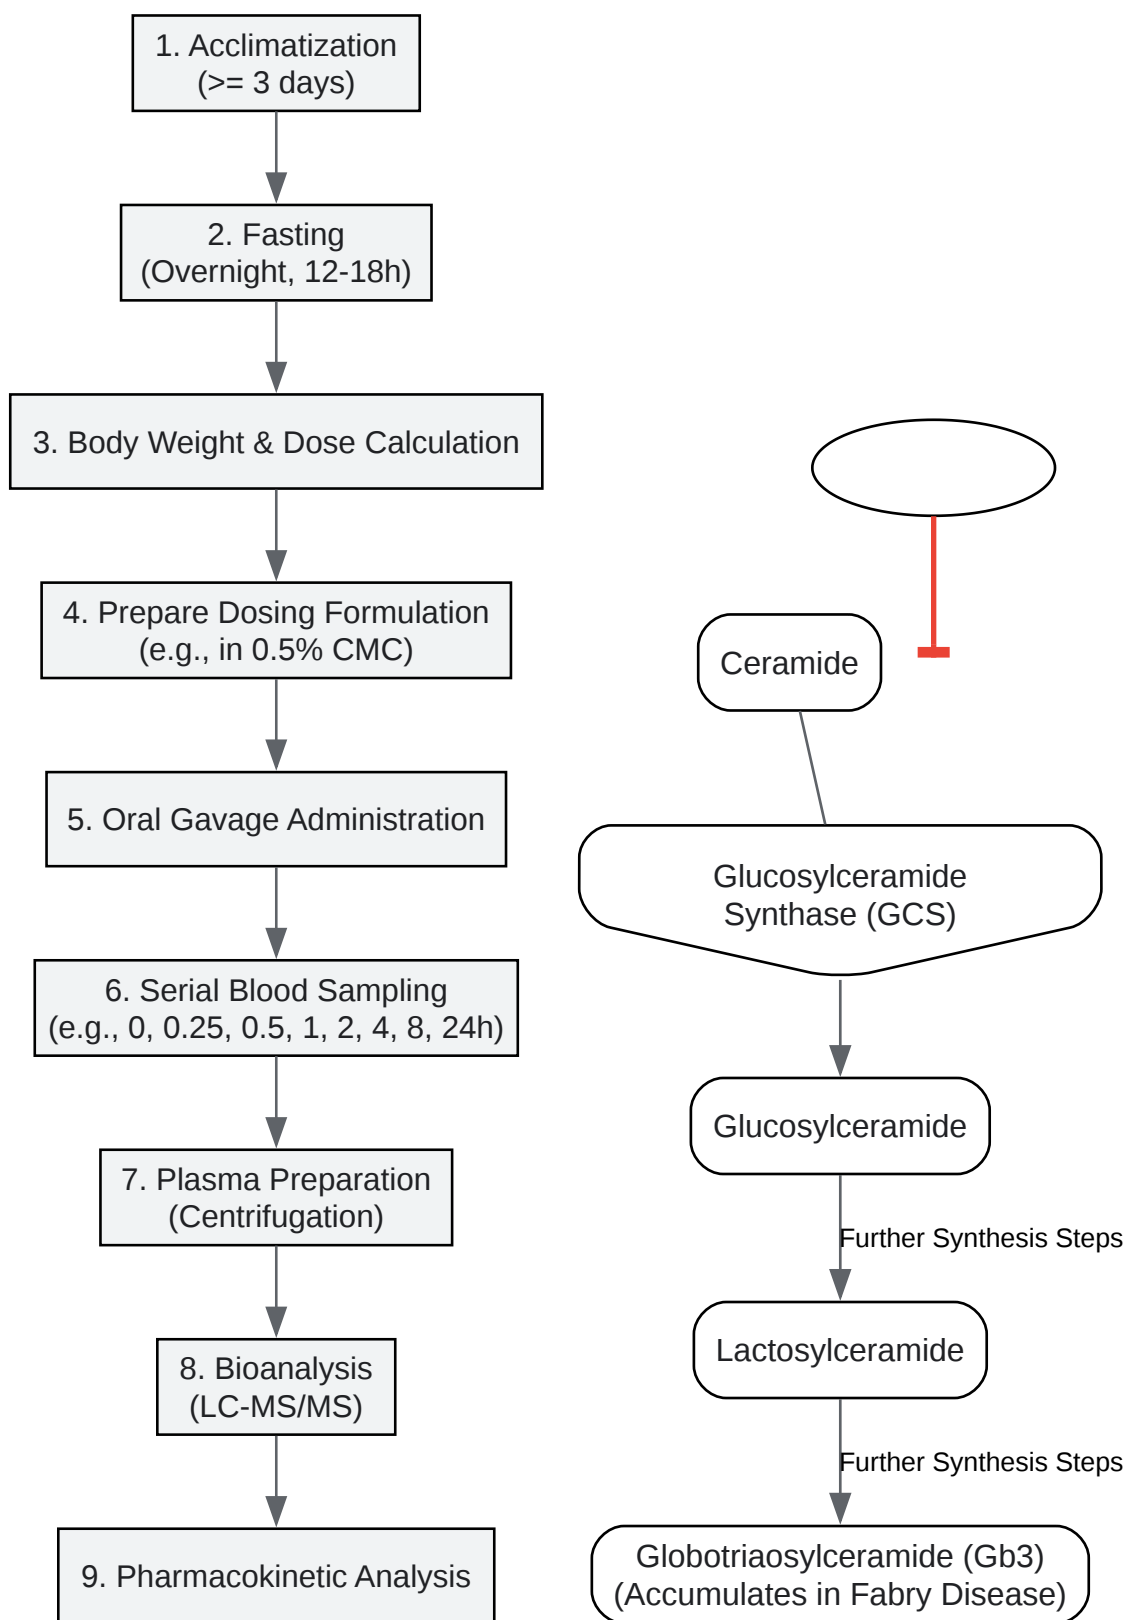 1. Acclimatization
(>= 3 days)
2. Fasting
(Overnight, 12-18h)
3. Body Weight & Dose Calculation
4. Prepare Dosing Formulation
(e.g., in 0.5% CMC)
5. Oral Gavage Administration
6. Serial Blood Sampling
(e.g., 0, 0.25, 0.5, 1, 2, 4, 8, 24h)
7. Plasma Preparation
(Centrifugation)
8. Bioanalysis
(LC-MS/MS)
9. Pharmacokinetic Analysis
Ceramide
Glucosylceramide
Synthase (GCS)
Glucosylceramide
Further Synthesis Steps
Lactosylceramide
Further Synthesis Steps
Globotriaosylceramide (Gb3)
(Accumulates in Fabry Disease)